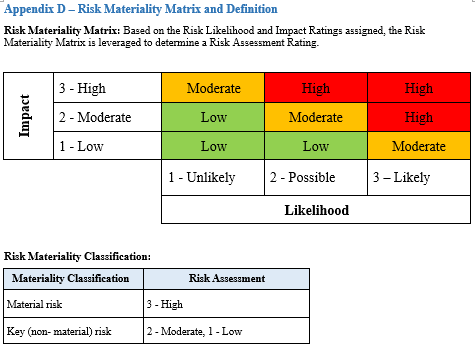 Appendix D – Risk Materiality Matrix and Definition
Risk Materiality Matrix: Based on the Risk Likelihood and Impact Ratings assigned, the Risk
Materiality Matrix is leveraged to determine a Risk Assessment Rating.
Impact
3 - High Moderate High High
2 - Moderate Low Moderate High
1 - Low Low Low Moderate
1 - Unlikely 2 - Possible 3 – Likely
Likelihood
Risk Materiality Classification:
Materiality Classification Risk Assessment
Material risk 3 - High
Key (non- material) risk 2 - Moderate, 1 - Low